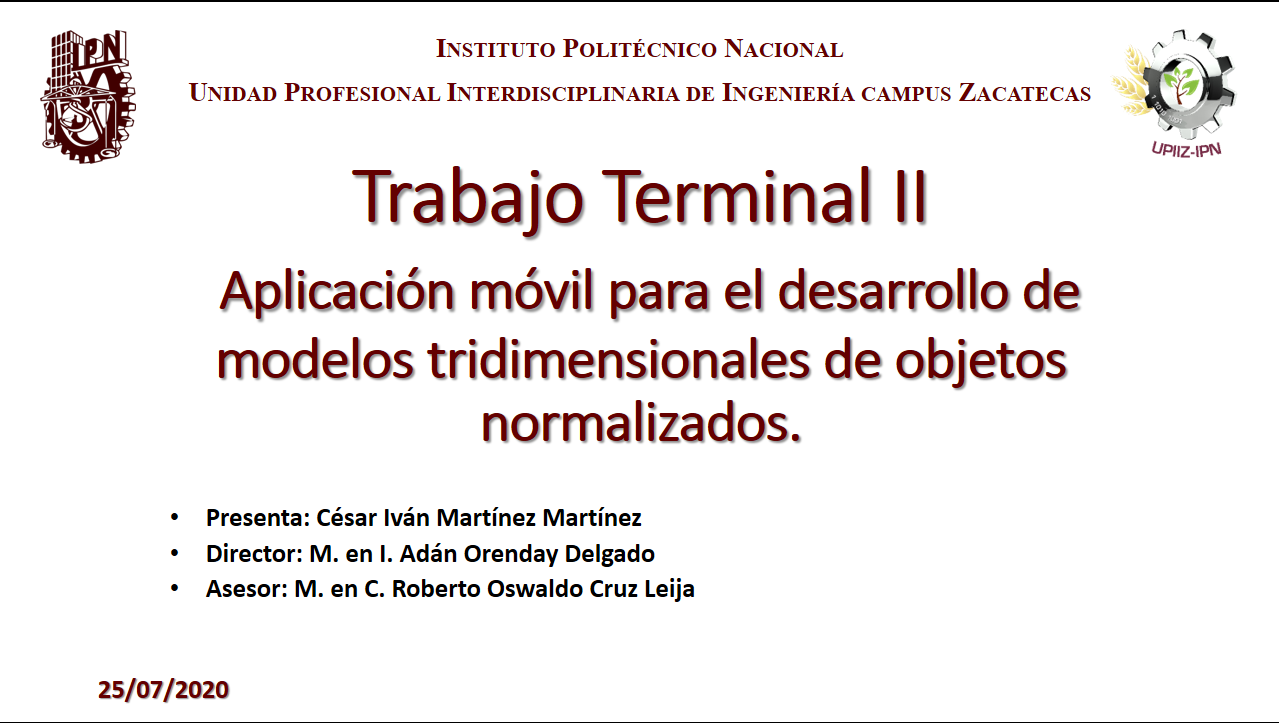 IPN
INSTITUTO POLITÉCNICO NACIONAL
UNIDAD PROFESIONAL INTERDISCIPLINARIA DE INGENIERÍA CAMPUS ZACATECAS
UPIIZ-IPN
Trabajo Terminal II
Aplicación móvil para el desarrollo de
modelos tridimensionales de objetos
normalizados.
• Presenta: César Iván Martínez Martínez
• Director: M. en I. Adán Orenday Delgado
• Asesor: M. en C. Roberto Oswaldo Cruz Leija
25/07/2020